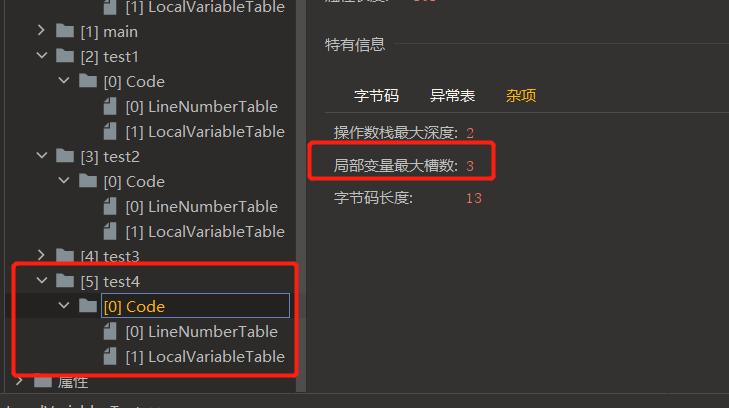 [1] LocalVariableTable
[1] main
[2] test1
[0] Code
[0] LineNumberTable
[1] LocalVariableTable
[3] test2
[0] Code
[0] LineNumberTable
[1] LocalVariableTable
[4] test3
[5] test4
[0] Code
[0] LineNumberTable
[1] LocalVariableTable
属性
特有信息
字节码 异常表 杂项
操作数栈最大深度: 2
局部变量最大槽数: 3
字节码长度: 13